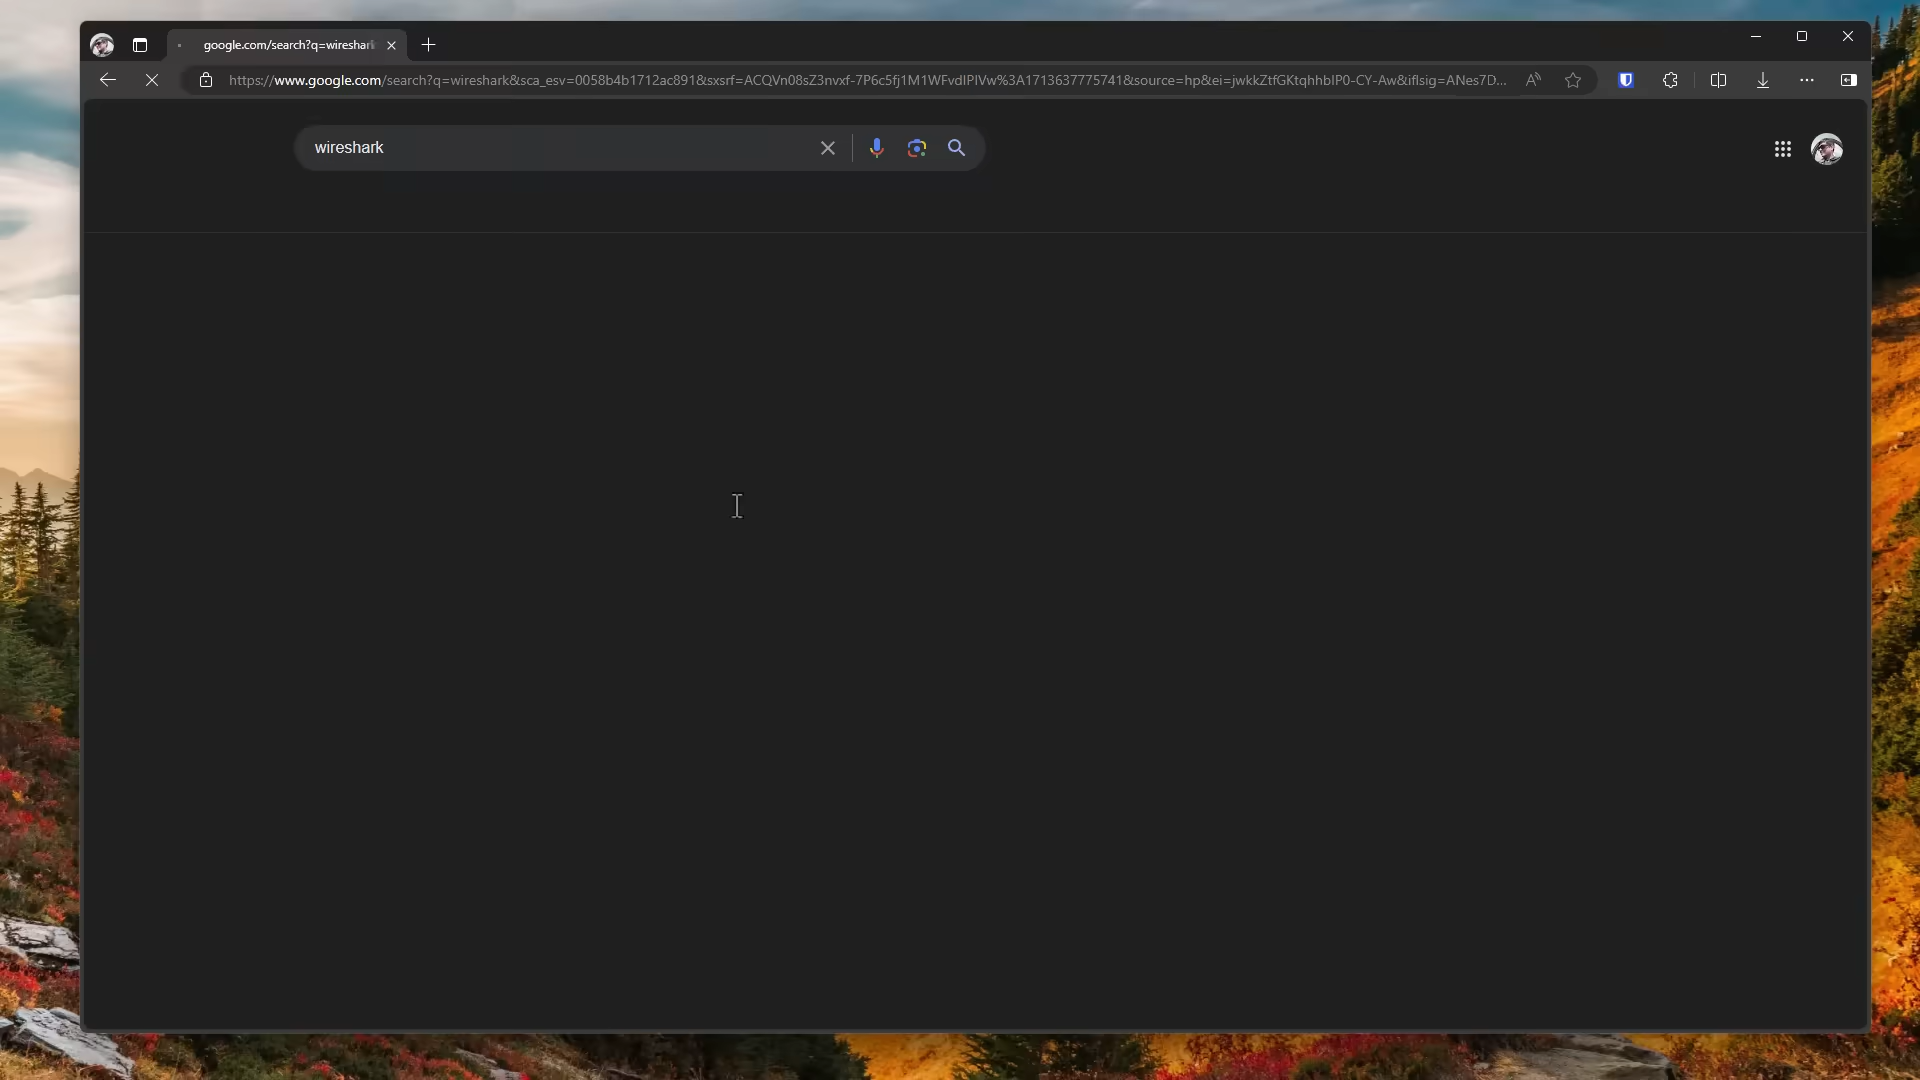 google.com/search?q=wireshark
https://www.google.com/search?q=wireshark&sca_esv=0058b4b1712ac891&sxsrf=ACQVn08sZ3nvxf-7P6c5fj1M1WFvdIPIVw%3A1713637775741&source=hp&ei=jwkkZtfGKtqhhbIP0-CY-Aw&iflsig=ANes7D...
wireshark